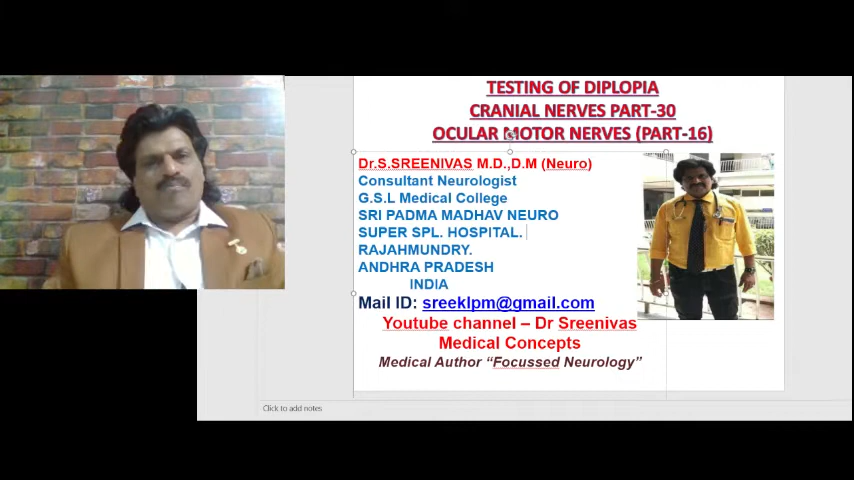 TESTING OF DIPLOPIA
CRANIAL NERVES PART-30
OCULAR MOTOR NERVES (PART-16)
Dr.S.SREENIVAS M.D.,D.M (Neuro)
Consultant Neurologist
G.S.L Medical College
SRI PADMA MADHAV NEURO
SUPER SPL. HOSPITAL.
RAJAHMUNDRY.
ANDHRA PRADESH
INDIA
Mail ID: sreeklpm@gmail.com
Youtube channel – Dr Sreenivas
Medical Concepts
Medical Author “Focussed Neurology”
Click to add notes